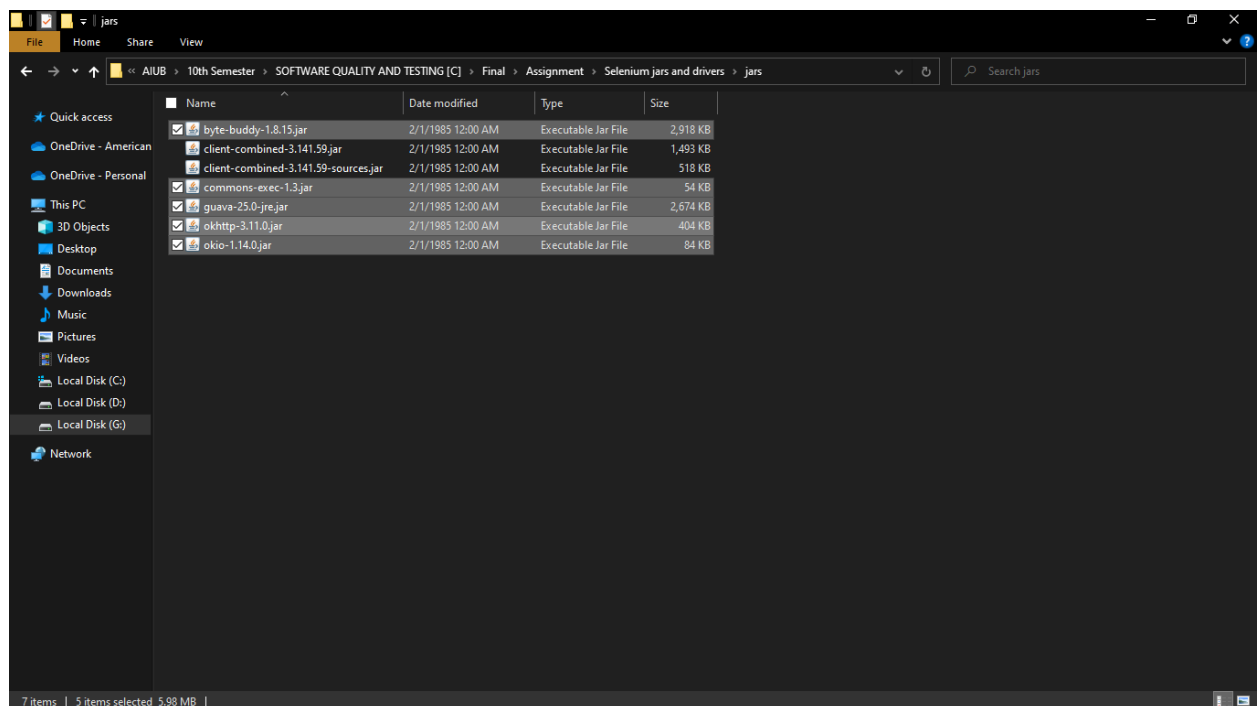 jars
File Home Share View
« AIUB > 10th Semester > SOFTWARE QUALITY AND TESTING [C] > Final > Assignment > Selenium jars and drivers > jars Search jars
Name Date modified Type Size
byte-buddy-1.8.15.jar 2/1/1985 12:00 AM Executable Jar File 2,918 KB
client-combined-3.141.59.jar 2/1/1985 12:00 AM Executable Jar File 1,493 KB
client-combined-3.141.59-sources.jar 2/1/1985 12:00 AM Executable Jar File 518 KB
commons-exec-1.3.jar 2/1/1985 12:00 AM Executable Jar File 54 KB
guava-25.0-jre.jar 2/1/1985 12:00 AM Executable Jar File 2,674 KB
okhttp-3.11.0.jar 2/1/1985 12:00 AM Executable Jar File 404 KB
okio-1.14.0.jar 2/1/1985 12:00 AM Executable Jar File 84 KB
Quick access
OneDrive - American
OneDrive - Personal
This PC
3D Objects
Desktop
Documents
Downloads
Music
Pictures
Videos
Local Disk (C:)
Local Disk (D:)
Local Disk (G:)
Network
7 items | 5 items selected 5.98 MB |